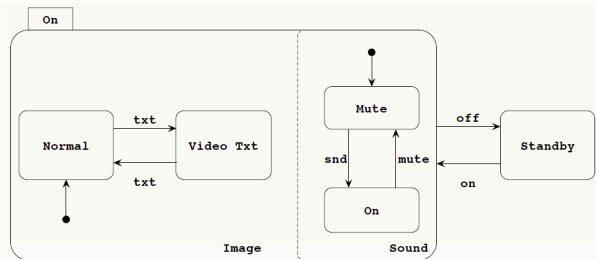 On
Mute
txt
off
Normal
Video Txt
Standby
snd
mute
txt
on
On
Image
Sound